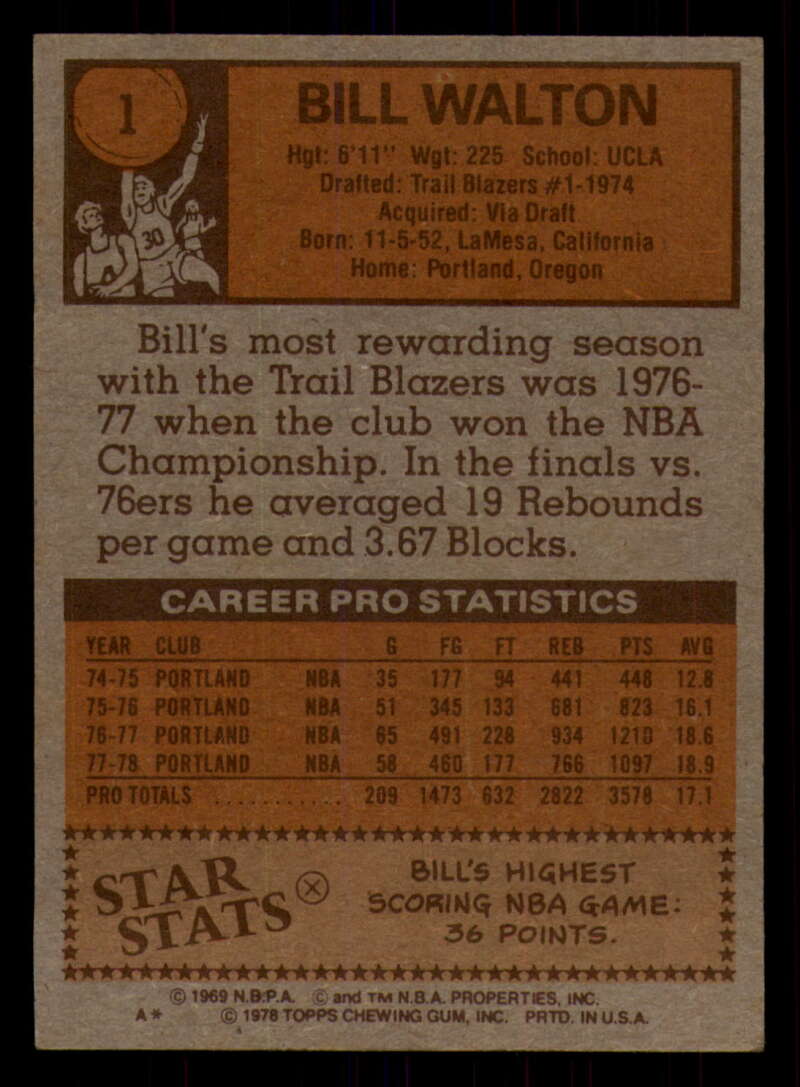 1
BILL WALTON
Hgt: 6'11" Wgt: 225 School: UCLA
Drafted: Trail Blazers #1-1974
Acquired: Via Draft
Born: 11-5-52, LaMesa, California
Home: Portland, Oregon
30
Bill's most rewarding season
with the Trail Blazers was 1976-
77 when the club won the NBA
Championship. In the finals vs.
76ers he averaged 19 Rebounds
per game and 3.67 Blocks.
CAREER PRO STATISTICS
YEAR CLUB G FG FT REB PTS AVG
74-75 PORTLAND NBA 35 177 94 441 448 12.8
75-76 PORTLAND NBA 51 345 133 681 823 16.1
76-77 PORTLAND NBA 65 491 228 934 1210 18.6
77-78 PORTLAND NBA 58 460 177 766 1097 18.9
PRO TOTALS ............ 209 1473 632 2822 3578 17.1
STAR
STATS
BILL'S HIGHEST
SCORING NBA GAME:
36 POINTS.
© 1969 N.B.P.A. © and TM N.B.A. PROPERTIES, INC.
A* © 1978 TOPPS CHEWING GUM, INC. PRTD. IN U.S.A.